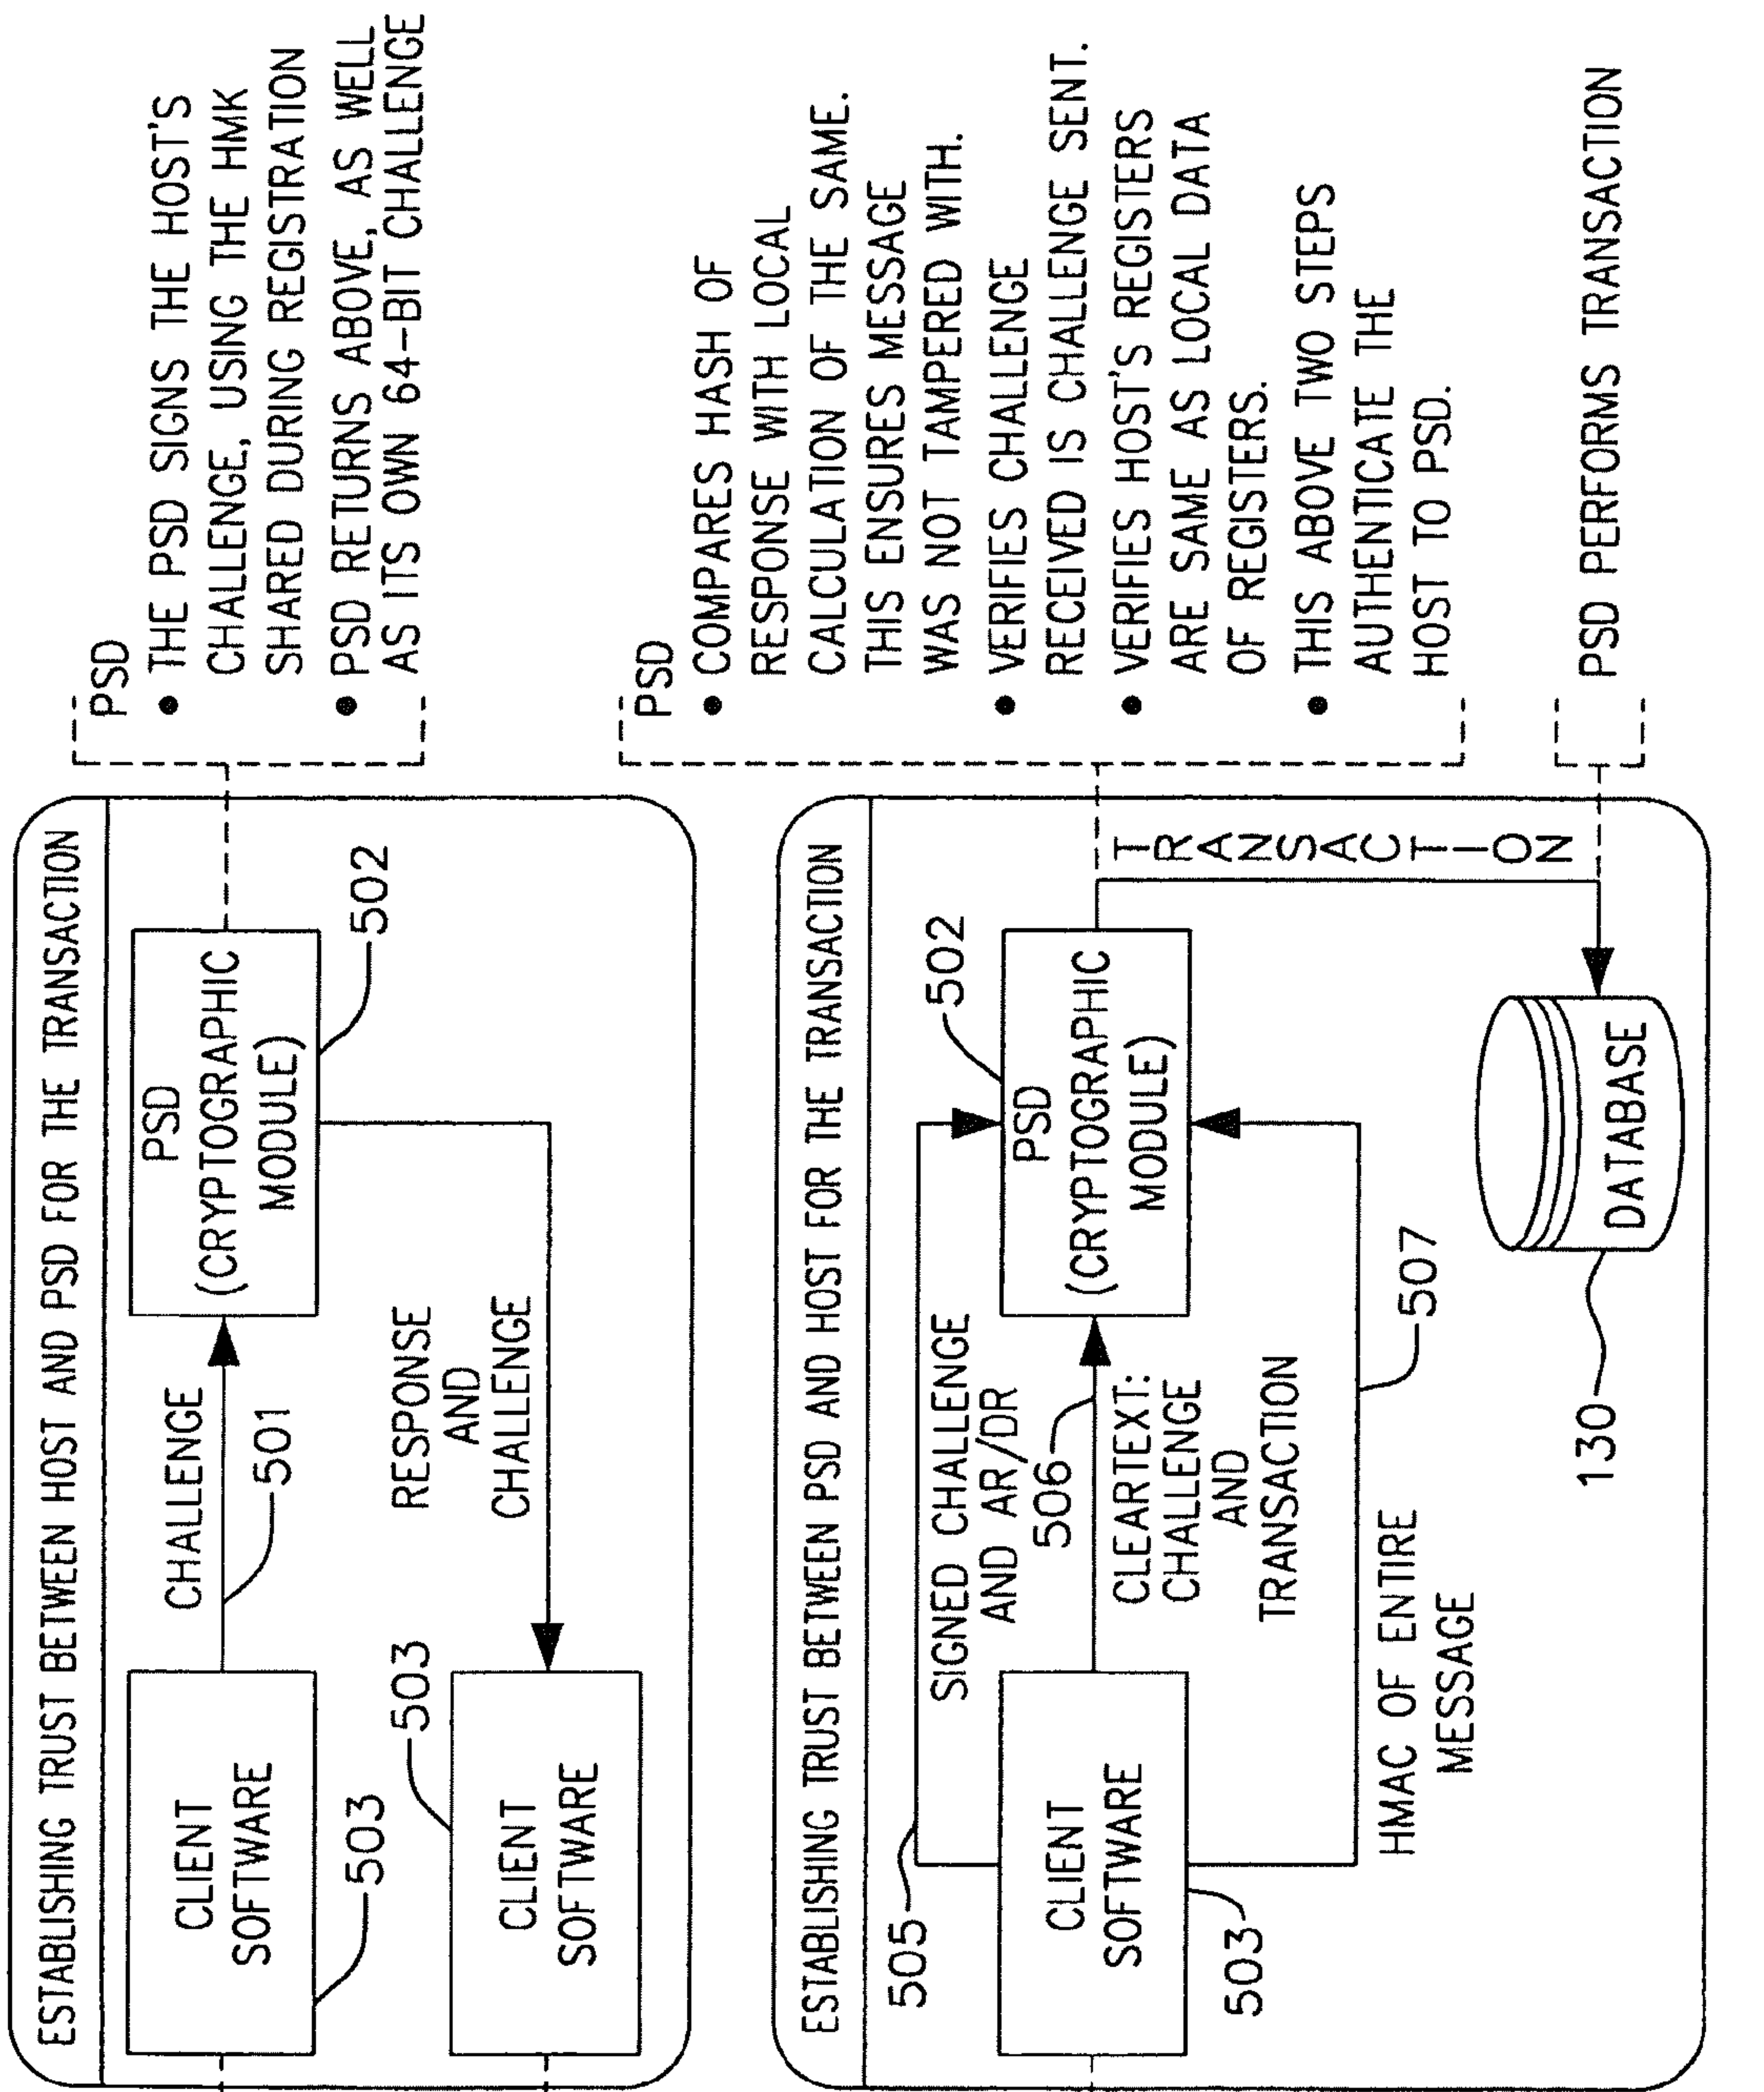 ESTABLISHING TRUST BETWEEN HOST AND PSD FOR THE TRANSACTION
CLIENT
SOFTWARE
503
CHALLENGE
501
PSD
(CRYPTOGRAPHIC
MODULE)
502
RESPONSE
AND
CHALLENGE
503
CLIENT
SOFTWARE
PSD
• THE PSD SIGNS THE HOST'S
CHALLENGE, USING THE HMK
SHARED DURING REGISTRATION
• PSD RETURNS ABOVE, AS WELL
AS ITS OWN 64-BIT CHALLENGE
ESTABLISHING TRUST BETWEEN PSD AND HOST FOR THE TRANSACTION
505
SIGNED CHALLENGE
AND AR/DR
502
CLIENT
SOFTWARE
503
506
CLEARTEXT:
CHALLENGE
AND
TRANSACTION
PSD
(CRYPTOGRAPHIC
MODULE)
HMAC OF ENTIRE
MESSAGE
507
TRANSACTION
130
DATABASE
PSD
• COMPARES HASH OF
RESPONSE WITH LOCAL
CALCULATION OF THE SAME.
THIS ENSURES MESSAGE
WAS NOT TAMPERED WITH.
• VERIFIES CHALLENGE
RECEIVED IS CHALLENGE SENT.
• VERIFIES HOST'S REGISTERS
ARE SAME AS LOCAL DATA
OF REGISTERS.
• THIS ABOVE TWO STEPS
AUTHENTICATE THE
HOST TO PSD.
PSD PERFORMS TRANSACTION